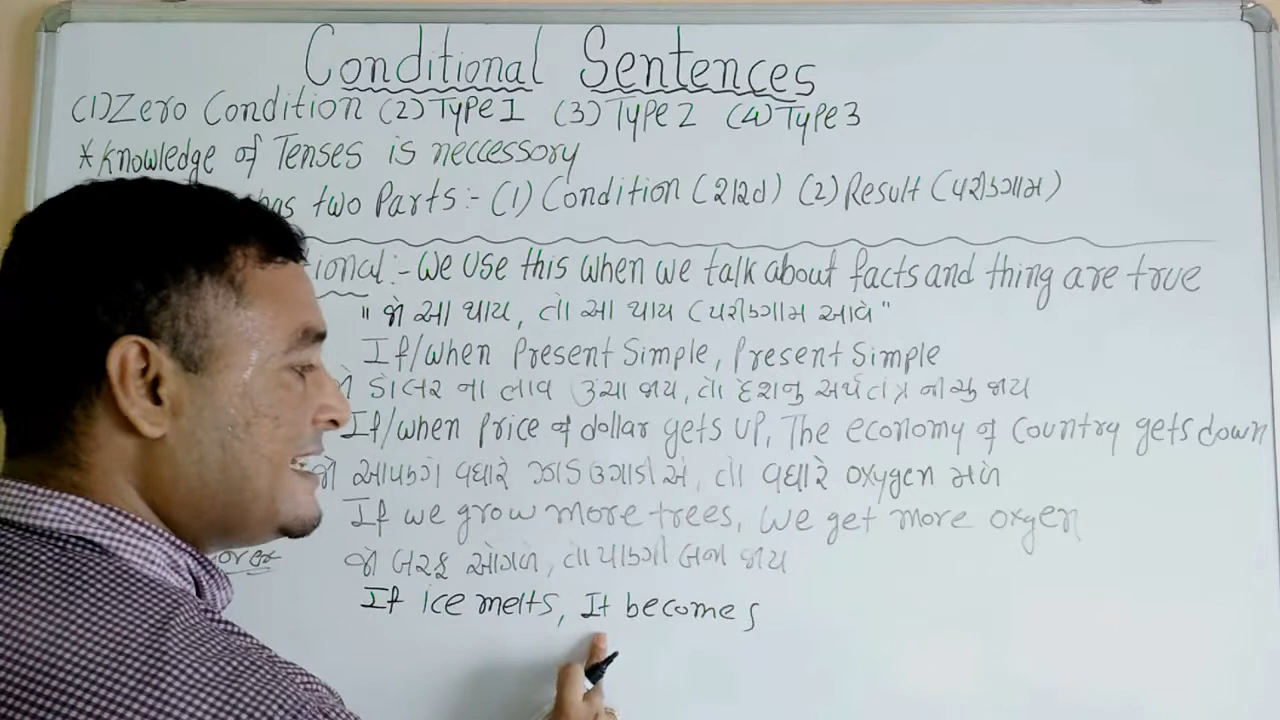 Conditional Sentences
(1) Zero Condition (2) Type 1 (3) Type 2 (4) Type 3
* Knowledge of Tenses is neccessory
has two Parts :- (1) Condition (શરત) (2) Result (પરીણામ)
ional :- We use this when we talk about facts and thing are true
"જો આ થાય, તો આ થાય (પરીણામ આવે"
If/when Present Simple, Present Simple
ડોલર ના ભાવ ઉંચા જાય, તો દેશનુ અર્થતંત્ર નીચુ જાય
If/when Price of dollar gets up, The economy of country gets down
જો આપણે વધારે ઝાડ ઉગાડીએ, તો વધારે oxygen મળે
If we grow more trees, we get more oxgen
જો બરફ ઓગળે, તો પાણી બની જાય
If ice melts, It becomes